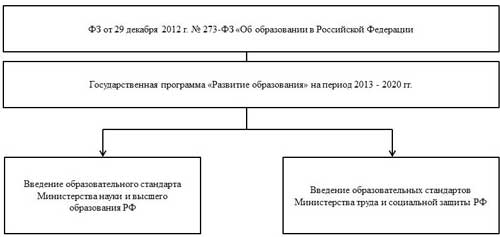 ФЗ от 29 декабря 2012 г. № 273-ФЗ «Об образовании в Российской Федерации
Государственная программа «Развитие образования» на период 2013 - 2020 гг.
Введение образовательного стандарта
Министерства науки и высшего
образования РФ
Введение образовательных стандартов
Министерства труда и социальной защиты РФ